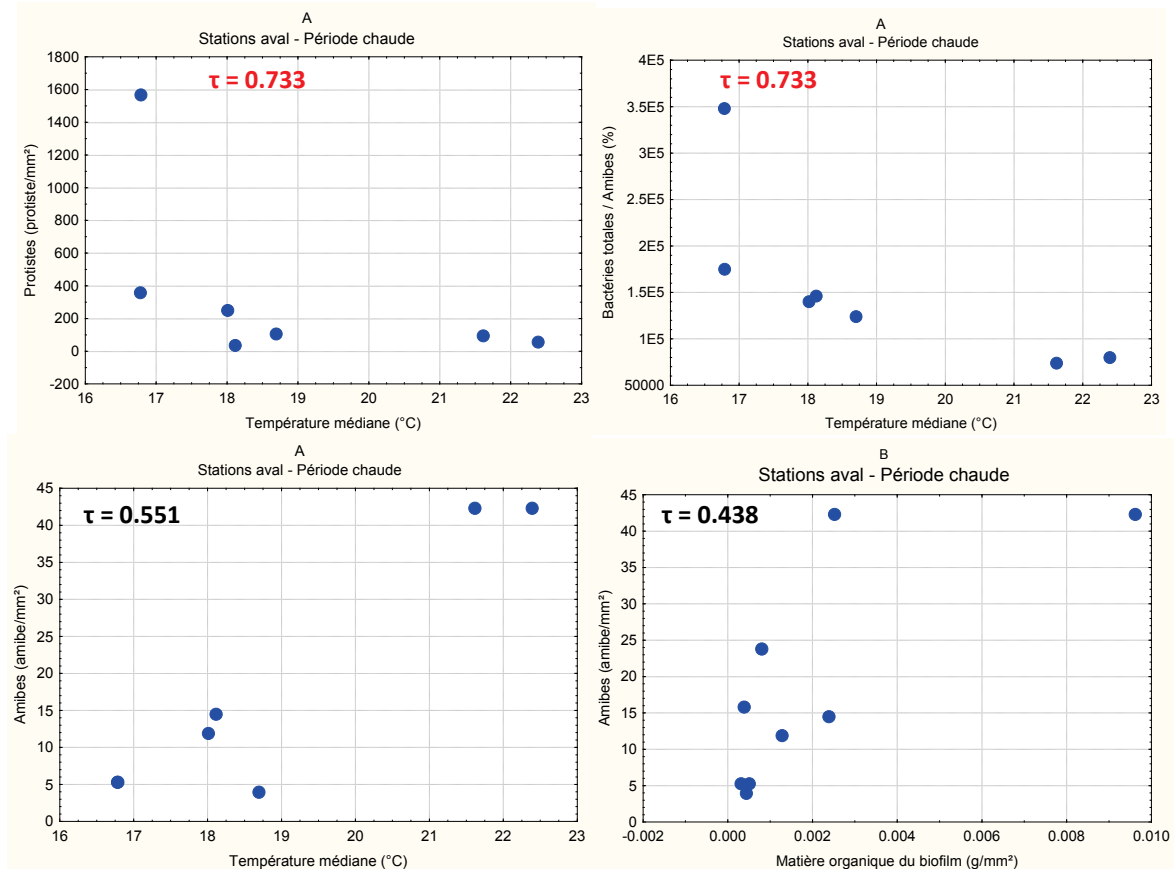 A
Stations aval - Période chaude
τ = 0.733
1800
1600
1400
1200
1000
800
600
400
200
0
-200
Protistes (protiste/mm²)
16 17 18 19 20 21 22 23
Température médiane (°C)
A
Stations aval - Période chaude
τ = 0.733
4E5
3.5E5
3E5
2.5E5
2E5
1.5E5
1E5
50000
Bactéries totales / Amibes (%)
16 17 18 19 20 21 22 23
Température médiane (°C)
A
Stations aval - Période chaude
τ = 0.551
45
40
35
30
25
20
15
10
5
0
Amibes (amibe/mm²)
16 17 18 19 20 21 22 23
Température médiane (°C)
B
Stations aval - Période chaude
τ = 0.438
45
40
35
30
25
20
15
10
5
0
Amibes (amibe/mm²)
-0.002 0.000 0.002 0.004 0.006 0.008 0.010
Matière organique du biofilm (g/mm²)